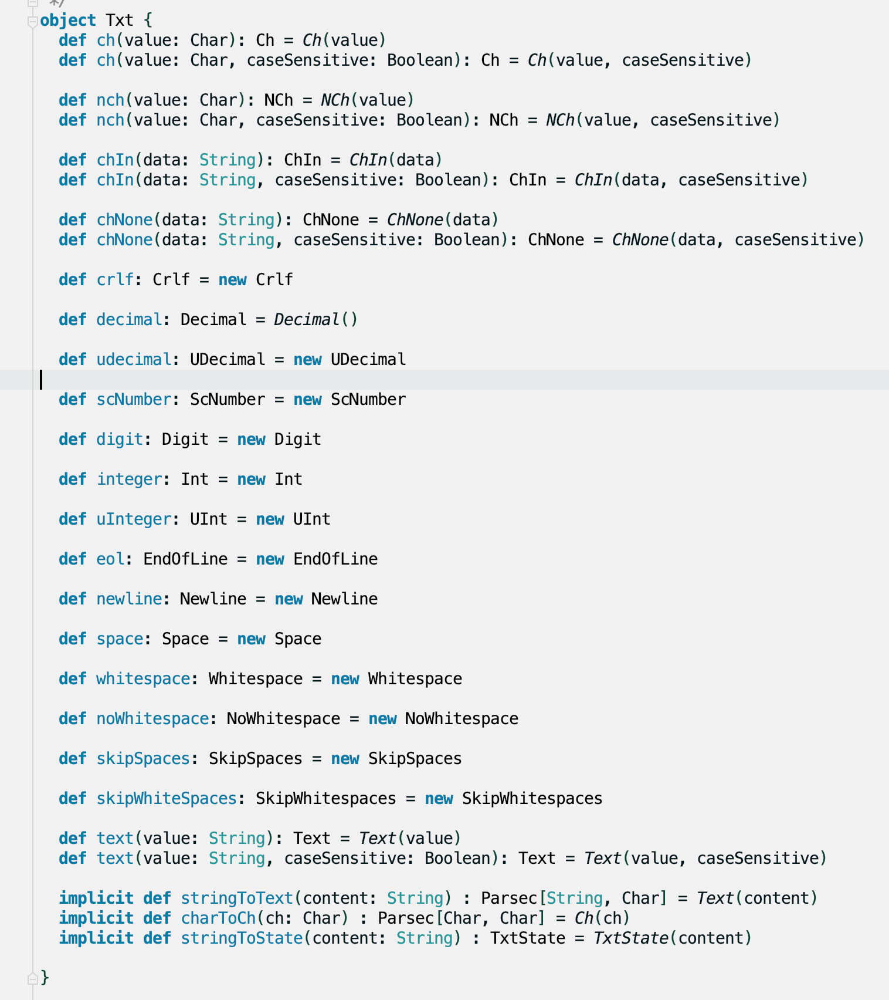 */
object Txt {
  def ch(value: Char): Ch = Ch(value)
  def ch(value: Char, caseSensitive: Boolean): Ch = Ch(value, caseSensitive)

  def nch(value: Char): NCh = NCh(value)
  def nch(value: Char, caseSensitive: Boolean): NCh = NCh(value, caseSensitive)

  def chIn(data: String): ChIn = ChIn(data)
  def chIn(data: String, caseSensitive: Boolean): ChIn = ChIn(data, caseSensitive)

  def chNone(data: String): ChNone = ChNone(data)
  def chNone(data: String, caseSensitive: Boolean): ChNone = ChNone(data, caseSensitive)

  def crlf: Crlf = new Crlf

  def decimal: Decimal = Decimal()

  def udecimal: UDecimal = new UDecimal

  def scNumber: ScNumber = new ScNumber

  def digit: Digit = new Digit

  def integer: Int = new Int

  def uInteger: UInt = new UInt

  def eol: EndOfLine = new EndOfLine

  def newline: Newline = new Newline

  def space: Space = new Space

  def whitespace: Whitespace = new Whitespace

  def noWhitespace: NoWhitespace = new NoWhitespace

  def skipSpaces: SkipSpaces = new SkipSpaces

  def skipWhiteSpaces: SkipWhitespaces = new SkipWhitespaces

  def text(value: String): Text = Text(value)
  def text(value: String, caseSensitive: Boolean): Text = Text(value, caseSensitive)

  implicit def stringToText(content: String) : Parsec[String, Char] = Text(content)
  implicit def charToCh(ch: Char) : Parsec[Char, Char] = Ch(ch)
  implicit def stringToState(content: String) : TxtState = TxtState(content)

}